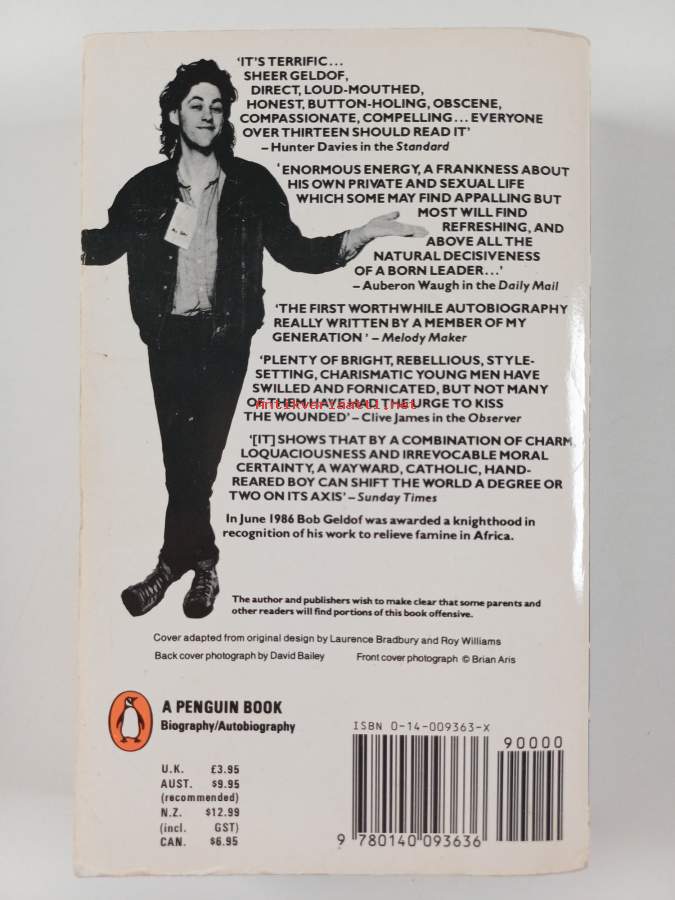 'IT'S TERRIFIC...
SHEER GELDOF,
DIRECT, LOUD-MOUTHED,
HONEST, BUTTON-HOLING, OBSCENE,
COMPASSIONATE, COMPELLING... EVERYONE
OVER THIRTEEN SHOULD READ IT'
– Hunter Davies in the Standard
'ENORMOUS ENERGY, A FRANKNESS ABOUT
HIS OWN PRIVATE AND SEXUAL LIFE
WHICH SOME MAY FIND APPALLING BUT
MOST WILL FIND
REFRESHING, AND
ABOVE ALL THE
NATURAL DECISIVENESS
OF A BORN LEADER...'
– Auberon Waugh in the Daily Mail
'THE FIRST WORTHWHILE AUTOBIOGRAPHY
REALLY WRITTEN BY A MEMBER OF MY
GENERATION' – Melody Maker
'PLENTY OF BRIGHT, REBELLIOUS, STYLE-
SETTING, CHARISMATIC YOUNG MEN HAVE
SWILLED AND FORNICATED, BUT NOT MANY
OF THEM HAVE HAD THE URGE TO KISS
Antikvariaatti.net
THE WOUNDED' – Clive James in the Observer
'[IT] SHOWS THAT BY A COMBINATION OF CHARM,
LOQUACIOUSNESS AND IRREVOCABLE MORAL
CERTAINTY, A WAYWARD, CATHOLIC, HAND-
REARED BOY CAN SHIFT THE WORLD A DEGREE OR
TWO ON ITS AXIS' – Sunday Times
In June 1986 Bob Geldof was awarded a knighthood in
recognition of his work to relieve famine in Africa.
The author and publishers wish to make clear that some parents and
other readers will find portions of this book offensive.
Cover adapted from original design by Laurence Bradbury and Roy Williams
Back cover photograph by David Bailey Front cover photograph © Brian Aris
A PENGUIN BOOK
Biography/Autobiography
U.K. £3.95
AUST. $9.95
(recommended)
N.Z. $12.99
(incl. GST)
CAN. $6.95
ISBN 0-14-009363-X
90000
9 780140 093636